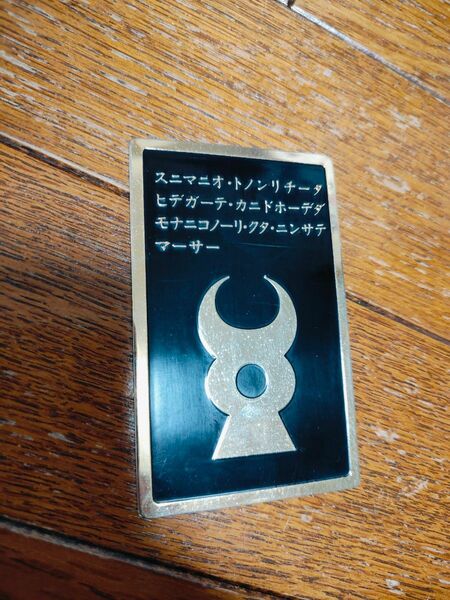 スニマニオ・トノンリチータ
ヒデガーテ・カニドホーデダ
モナニコノーリ・クタ・ニンサテ
マーサー